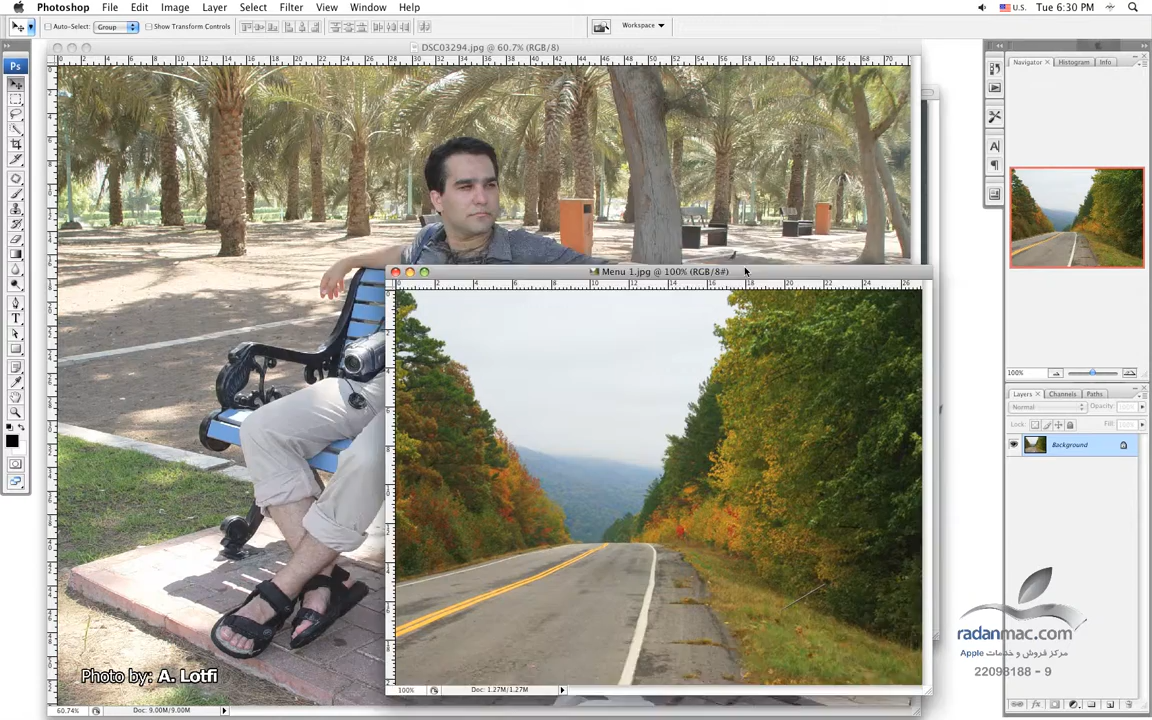 Photoshop File Edit Image Layer Select Filter View Window Help
U.S. Tue 6:30 PM
Auto-Select: Group Show Transform Controls
Workspace
DSC03294.jpg @ 60.7% (RGB/8)
Ps
Navigator Histogram Info
Menu 1.jpg @ 100% (RGB/8#)
100%
Layers Channels Paths
Normal Opacity:
Lock: Fill:
Background
Photo by: A. Lotfi
100% Doc: 1.27M/1.27M
60.74% Doc: 9.00M/9.00M
radanmac.com
مرکز فروش و خدمات Apple
22098188 - 9